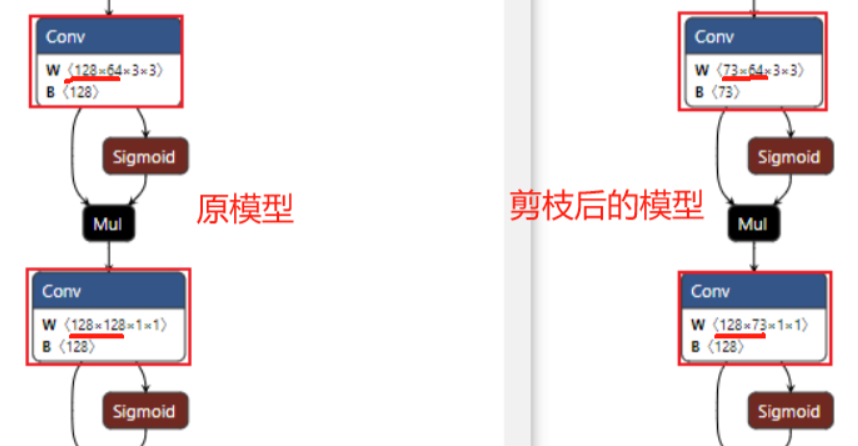 Conv
W 〈128×64×3×3〉
B 〈128〉
Sigmoid
Mul
Conv
W 〈128×128×1×1〉
B 〈128〉
Sigmoid
原模型
剪枝后的模型
Conv
W 〈73×64×3×3〉
B 〈73〉
Sigmoid
Mul
Conv
W 〈128×73×1×1〉
B 〈128〉
Sigmoid